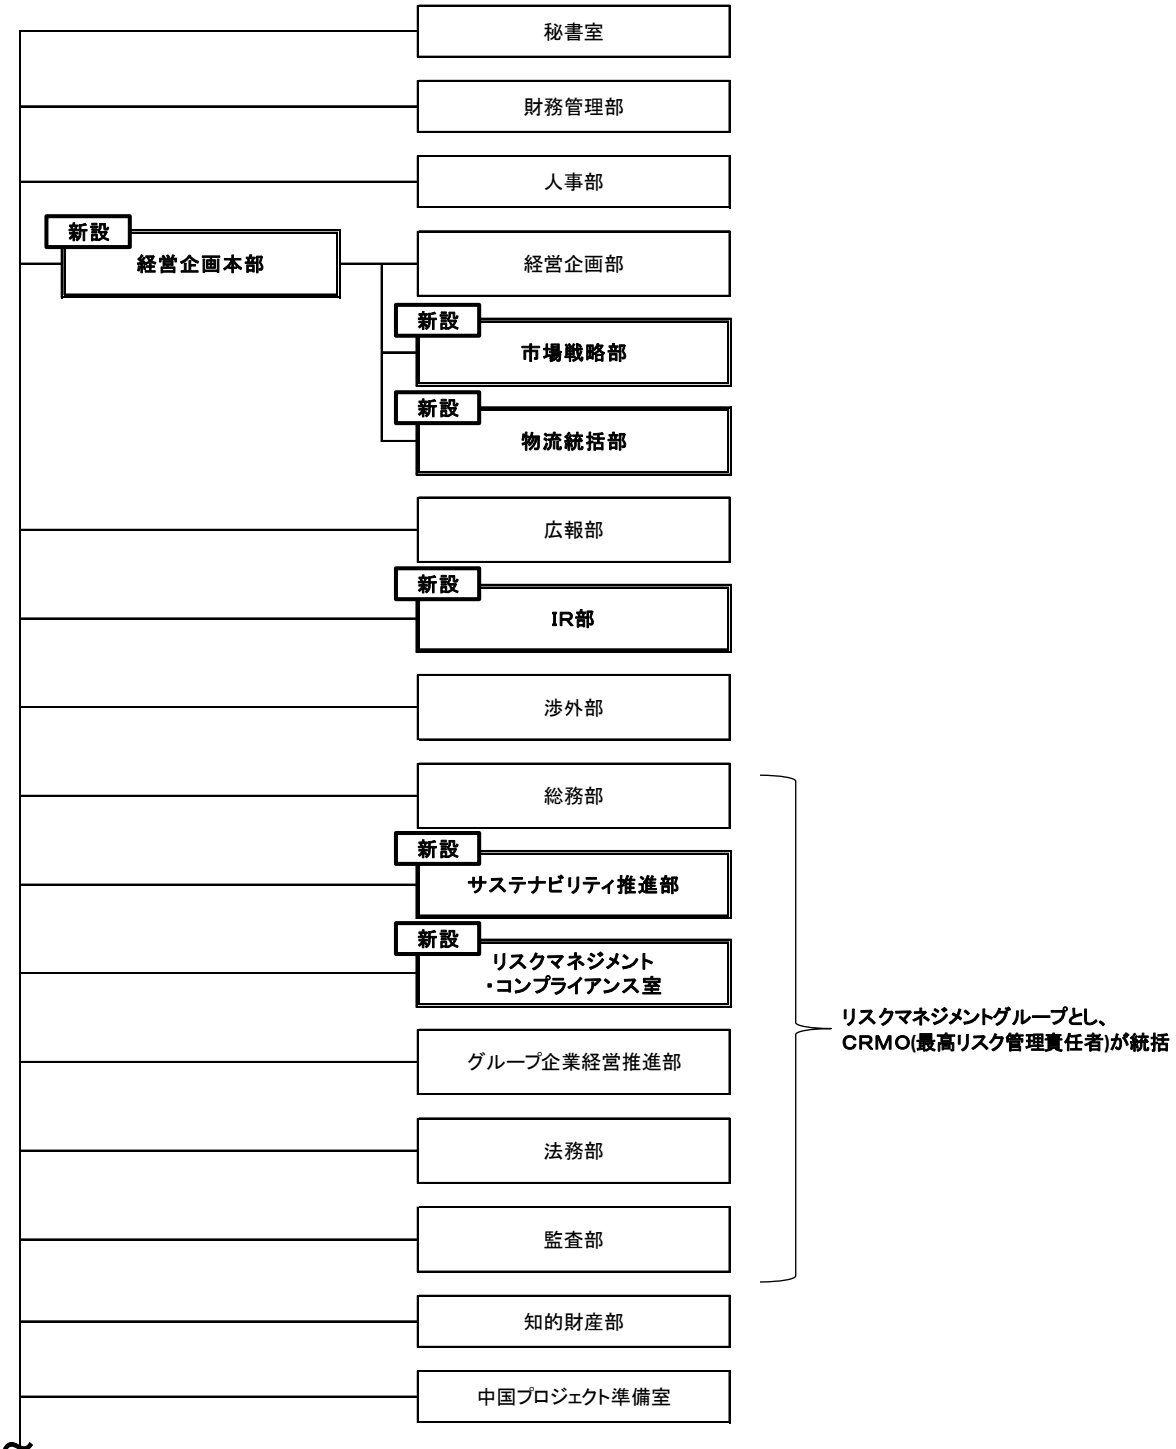 秘書室
財務管理部
人事部
新設
経営企画本部
経営企画部
新設
市場戦略部
新設
物流統括部
広報部
新設
IR部
渉外部
総務部
新設
サステナビリティ推進部
新設
リスクマネジメント
・コンプライアンス室
リスクマネジメントグループとし、
CRMO(最高リスク管理責任者)が統括
グループ企業経営推進部
法務部
監査部
知的財産部
中国プロジェクト準備室